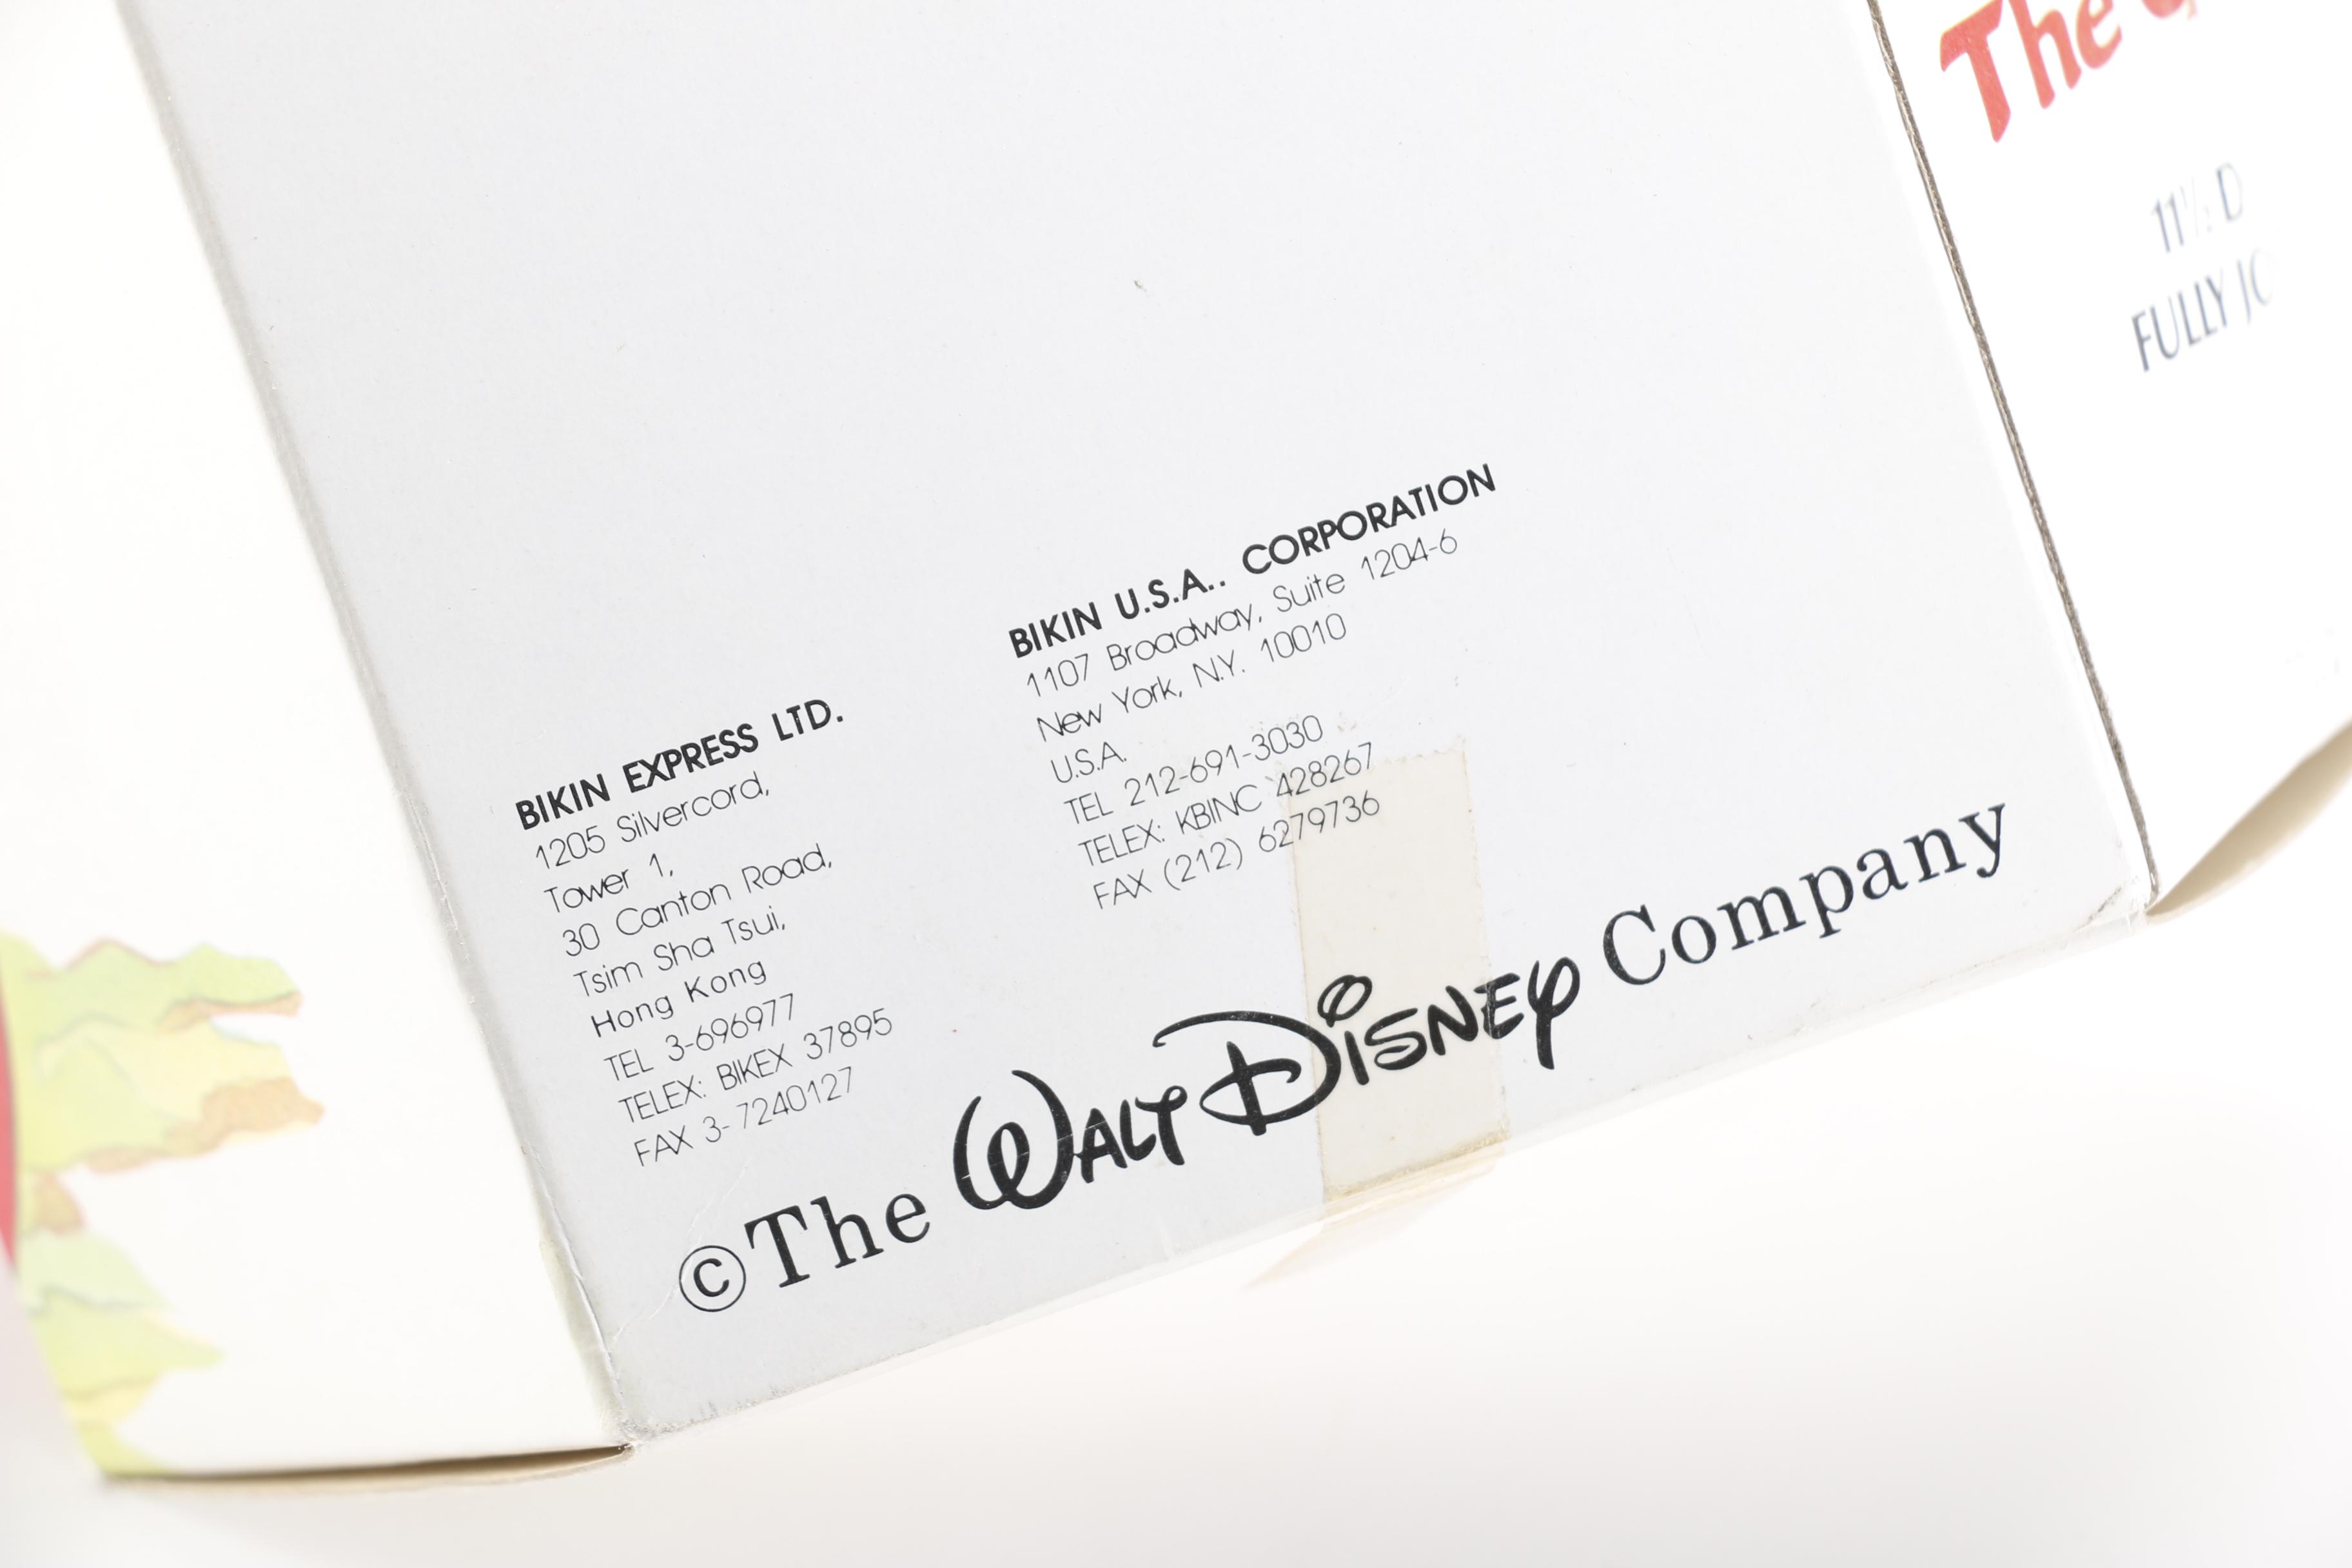 BIKIN EXPRESS LTD.
1205 Silvercord,
Tower 1,
30 Canton Road,
Tsim Sha Tsui,
Hong Kong
TEL 3-696977
TELEX: BIKEX 37895
FAX 3-7240127
BIKIN U.S.A.. CORPORATION
1107 Broadway, Suite 1204-6
New York, N.Y. 10010
U.S.A.
TEL 212-691-3030
TELEX: KBINC 428267
FAX (212) 6279736
© The WALT DISNEY Company
The
11½ D
FULLY